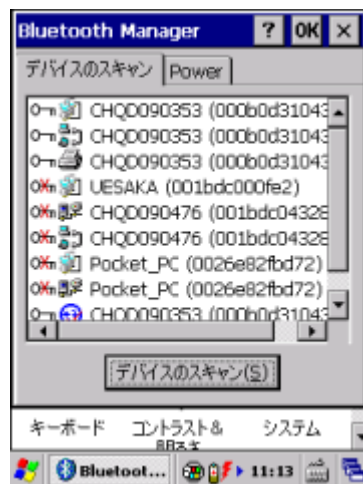 Bluetooth Manager ? OK ×
デバイスのスキャン Power
CHQD090353 (000b0d31043
CHQD090353 (000b0d31043
CHQD090353 (000b0d31043
UESAKA (001bdc000fe2)
CHQD090476 (001bdc04328
CHQD090476 (001bdc04328
Pocket_PC (0026e82fbd72)
Pocket_PC (0026e82fbd72)
CHQD090353 (000b0d31043
デバイスのスキャン(S)
キーボード コントラスト& システム
Bluetoot... 11:13